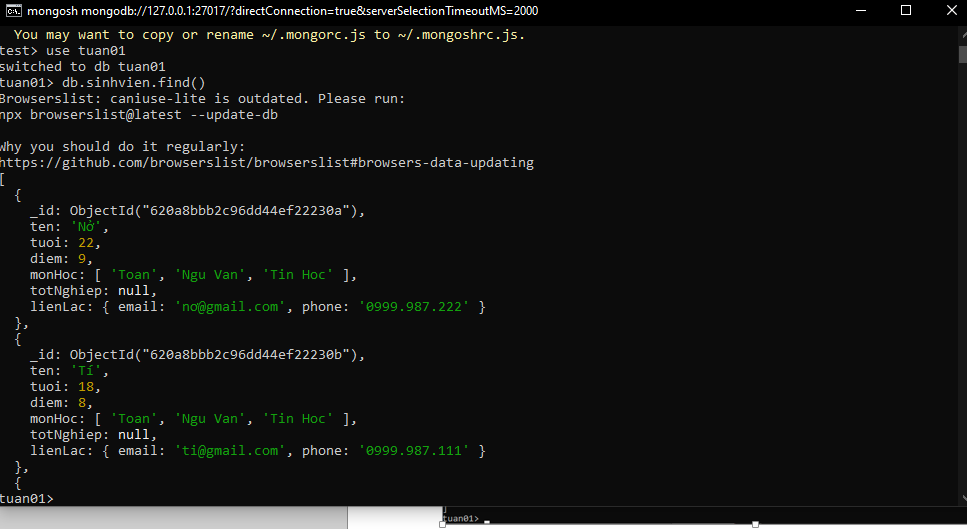 mongosh mongodb://127.0.0.1:27017/?directConnection=true&serverSelectionTimeoutMS=2000
You may want to copy or rename ~/.mongorc.js to ~/.mongoshrc.js.
test> use tuan01
switched to db tuan01
tuan01> db.sinhvien.find()
Browserslist: caniuse-lite is outdated. Please run:
npx browserslist@latest --update-db
Why you should do it regularly:
https://github.com/browserslist/browserslist#browsers-data-updating
[
{
_id: ObjectId("620a8bbb2c96dd44ef22230a"),
ten: 'Nở',
tuoi: 22,
diem: 9,
monHoc: [ 'Toan', 'Ngu Van', 'Tin Hoc' ],
totNghiep: null,
lienLac: { email: 'no@gmail.com', phone: '0999.987.222' }
},
{
_id: ObjectId("620a8bbb2c96dd44ef22230b"),
ten: 'Tí',
tuoi: 18,
diem: 8,
monHoc: [ 'Toan', 'Ngu Van', 'Tin Hoc' ],
totNghiep: null,
lienLac: { email: 'ti@gmail.com', phone: '0999.987.111' }
},
{
tuan01>
]
tuan01>